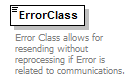 ErrorClass
Error Class allows for
resending without
reprocessing if Error is
related to communications.